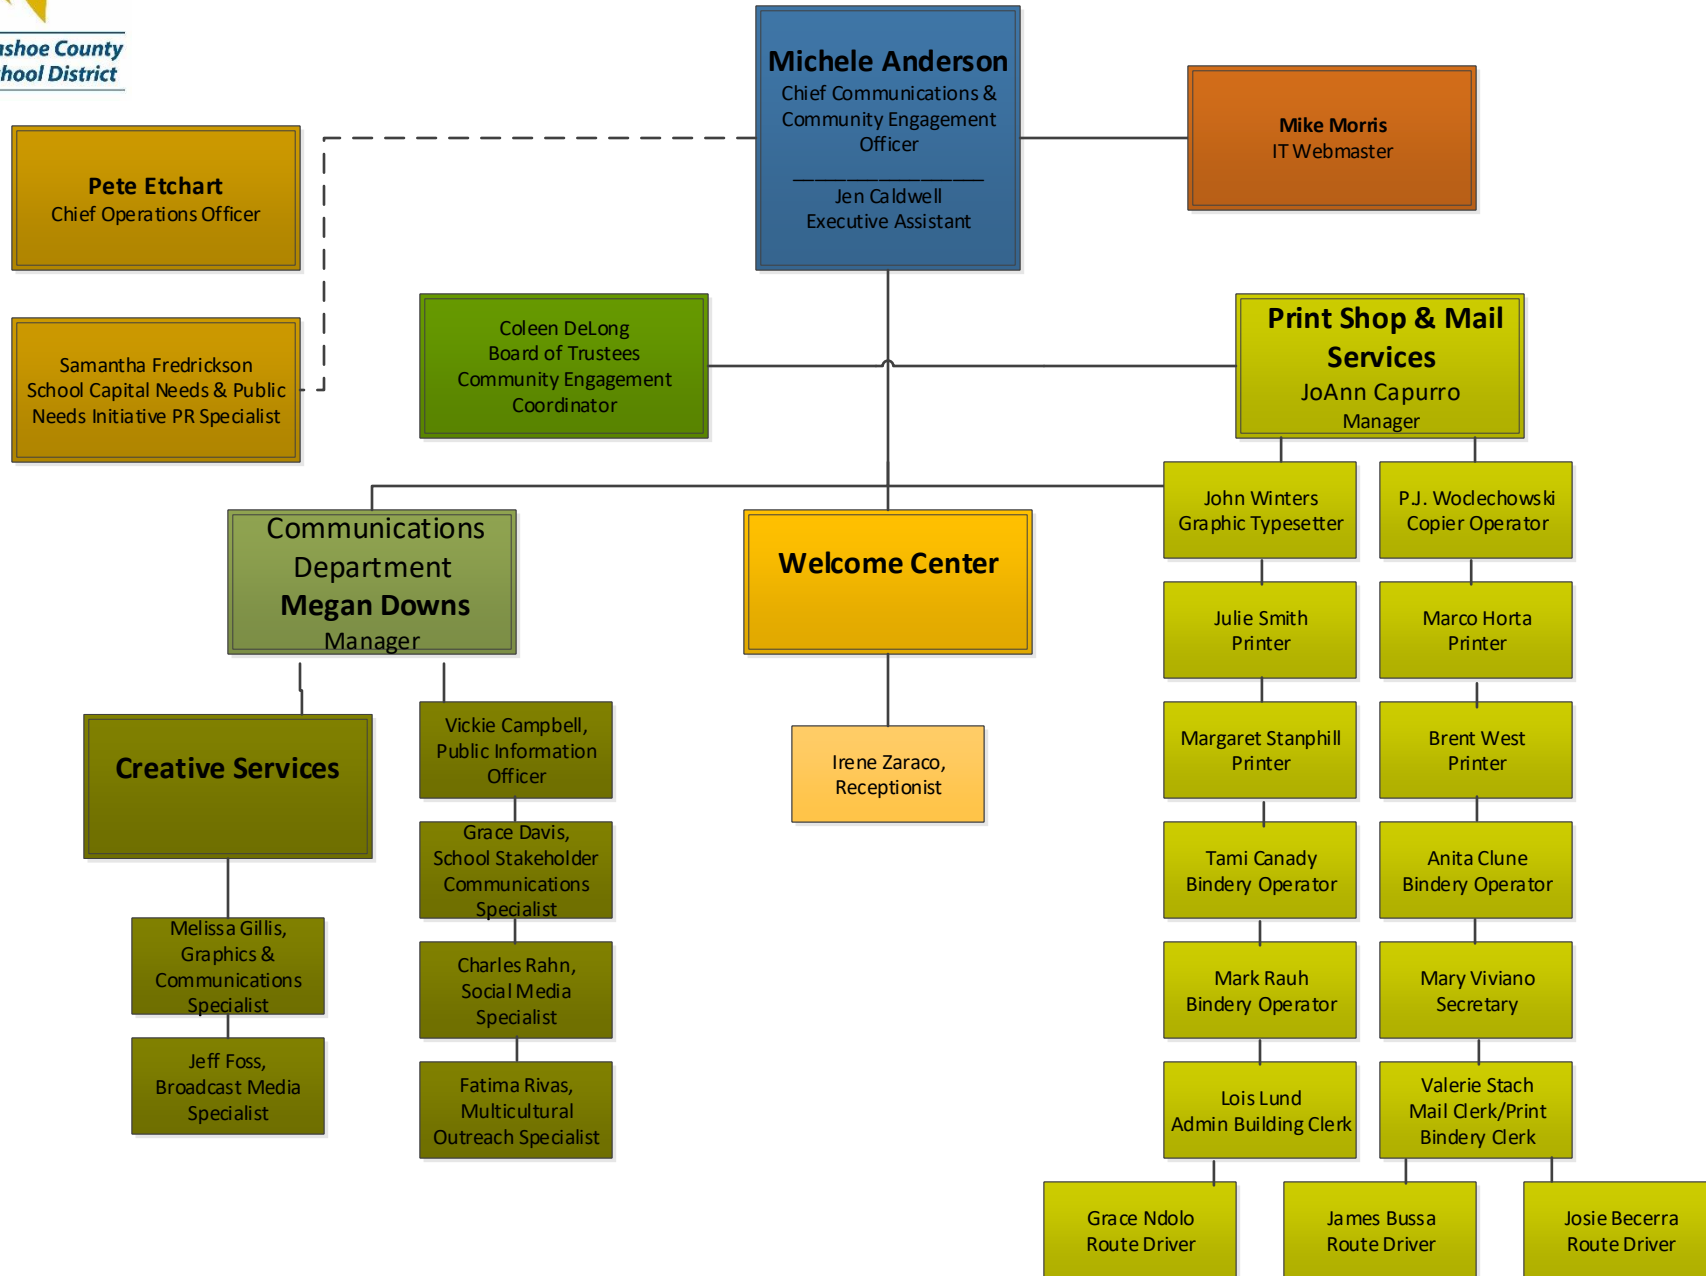 ashoe County
hool District
Michele Anderson
Chief Communications &
Community Engagement
Officer
Jen Caldwell
Executive Assistant
Mike Morris
IT Webmaster
Pete Etchart
Chief Operations Officer
Samantha Fredrickson
School Capital Needs & Public
Needs Initiative PR Specialist
Coleen DeLong
Board of Trustees
Community Engagement
Coordinator
Print Shop & Mail
Services
JoAnn Capurro
Manager
Communications
Department
Megan Downs
Manager
Welcome Center
Irene Zaraco,
Receptionist
Creative Services
Melissa Gillis,
Graphics &
Communications
Specialist
Jeff Foss,
Broadcast Media
Specialist
Vickie Campbell,
Public Information
Officer
Grace Davis,
School Stakeholder
Communications
Specialist
Charles Rahn,
Social Media
Specialist
Fatima Rivas,
Multicultural
Outreach Specialist
John Winters
Graphic Typesetter
Julie Smith
Printer
Margaret Stanphill
Printer
Tami Canady
Bindery Operator
Mark Rauh
Bindery Operator
Lois Lund
Admin Building Clerk
P.J. Woclechowski
Copier Operator
Marco Horta
Printer
Brent West
Printer
Anita Clune
Bindery Operator
Mary Viviano
Secretary
Valerie Stach
Mail Clerk/Print
Bindery Clerk
Grace Ndolo
Route Driver
James Bussa
Route Driver
Josie Becerra
Route Driver